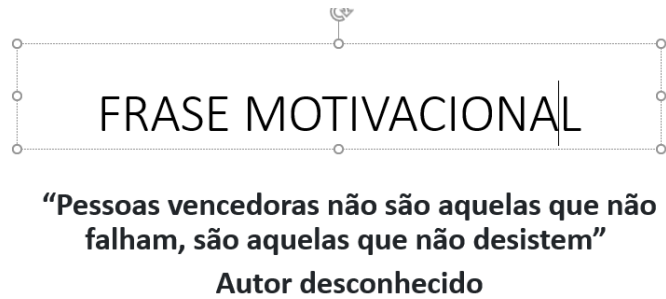 FRASE MOTIVACIONAL
“Pessoas vencedoras não são aquelas que não
falham, são aquelas que não desistem”
Autor desconhecido